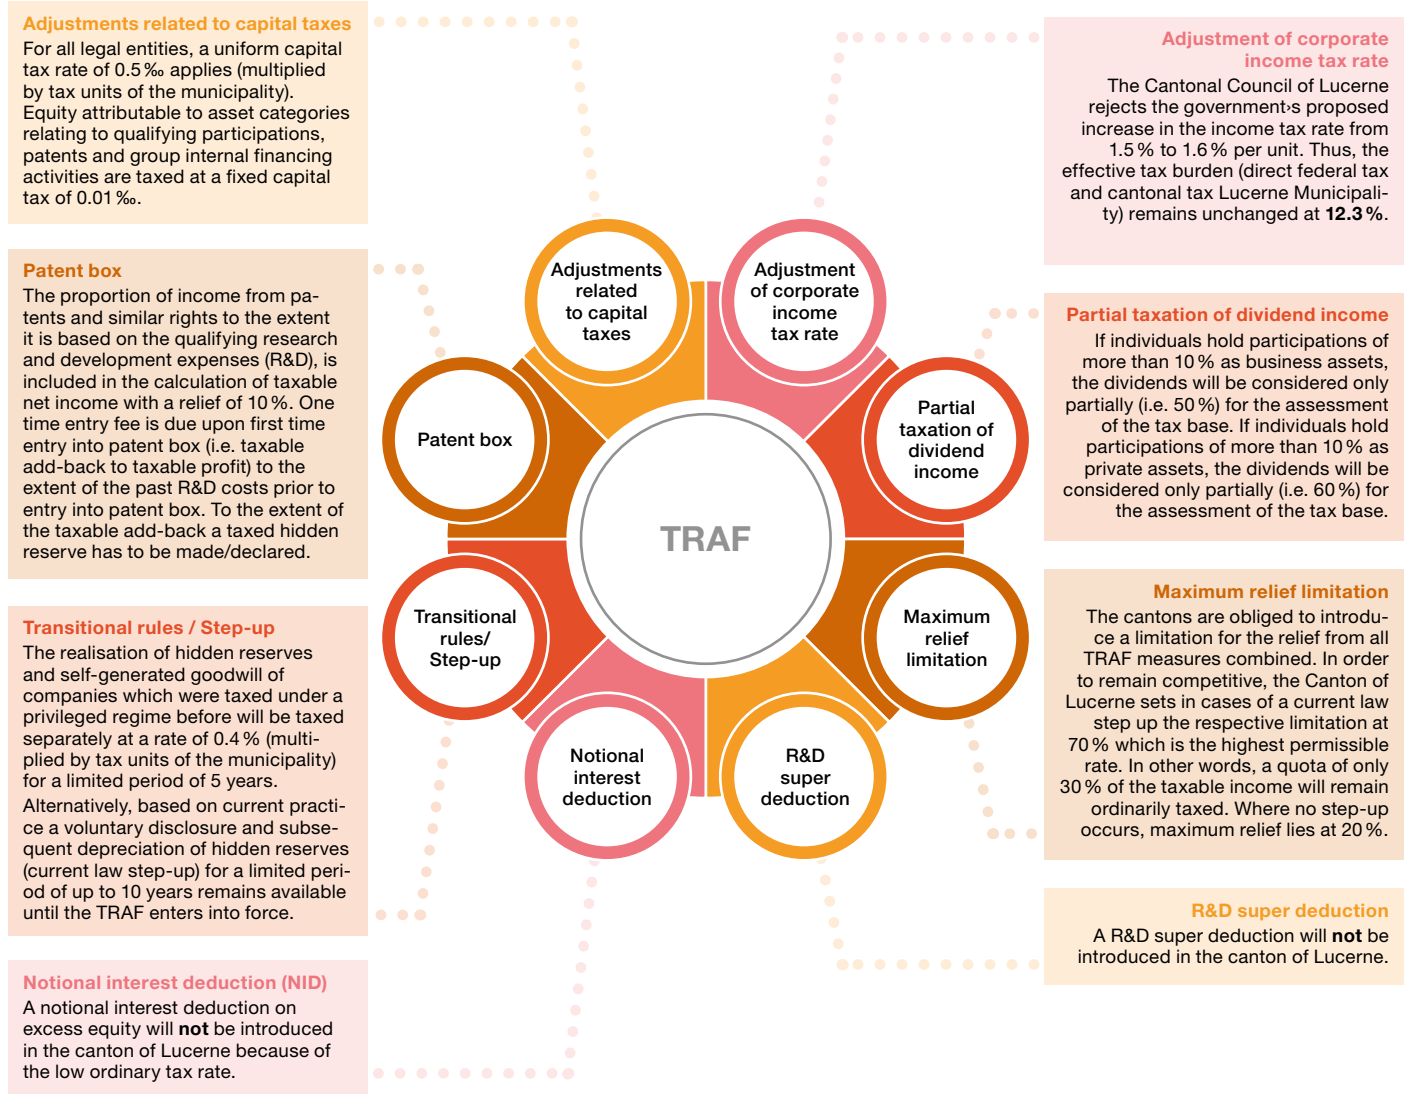 Adjustments related to capital taxes
For all legal entities, a uniform capital
tax rate of 0.5 ‰ applies (multiplied
by tax units of the municipality).
Equity attributable to asset categories
relating to qualifying participations,
patents and group internal financing
activities are taxed at a fixed capital
tax of 0.01 ‰.
Patent box
The proportion of income from pa-
tents and similar rights to the extent
it is based on the qualifying research
and development expenses (R&D), is
included in the calculation of taxable
net income with a relief of 10 %. One
time entry fee is due upon first time
entry into patent box (i.e. taxable
add-back to taxable profit) to the
extent of the past R&D costs prior to
entry into patent box. To the extent of
the taxable add-back a taxed hidden
reserve has to be made/declared.
Transitional rules / Step-up
The realisation of hidden reserves
and self-generated goodwill of
companies which were taxed under a
privileged regime before will be taxed
separately at a rate of 0.4 % (multi-
plied by tax units of the municipality)
for a limited period of 5 years.
Alternatively, based on current practi-
ce a voluntary disclosure and subse-
quent depreciation of hidden reserves
(current law step-up) for a limited peri-
od of up to 10 years remains available
until the TRAF enters into force.
Notional interest deduction (NID)
A notional interest deduction on
excess equity will not be introduced
in the canton of Lucerne because of
the low ordinary tax rate.
Adjustments
related
to capital
taxes
Adjustment
of corporate
income
tax rate
Patent box
Partial
taxation of
dividend
income
TRAF
Transitional
rules/
Step-up
Maximum
relief
limitation
Notional
interest
deduction
R&D
super
deduction
Adjustment of corporate
income tax rate
The Cantonal Council of Lucerne
rejects the government›s proposed
increase in the income tax rate from
1.5 % to 1.6 % per unit. Thus, the
effective tax burden (direct federal tax
and cantonal tax Lucerne Municipali-
ty) remains unchanged at 12.3 %.
Partial taxation of dividend income
If individuals hold participations of
more than 10 % as business assets,
the dividends will be considered only
partially (i.e. 50 %) for the assessment
of the tax base. If individuals hold
participations of more than 10 % as
private assets, the dividends will be
considered only partially (i.e. 60 %) for
the assessment of the tax base.
Maximum relief limitation
The cantons are obliged to introdu-
ce a limitation for the relief from all
TRAF measures combined. In order
to remain competitive, the Canton of
Lucerne sets in cases of a current law
step up the respective limitation at
70 % which is the highest permissible
rate. In other words, a quota of only
30 % of the taxable income will remain
ordinarily taxed. Where no step-up
occurs, maximum relief lies at 20 %.
R&D super deduction
A R&D super deduction will not be
introduced in the canton of Lucerne.